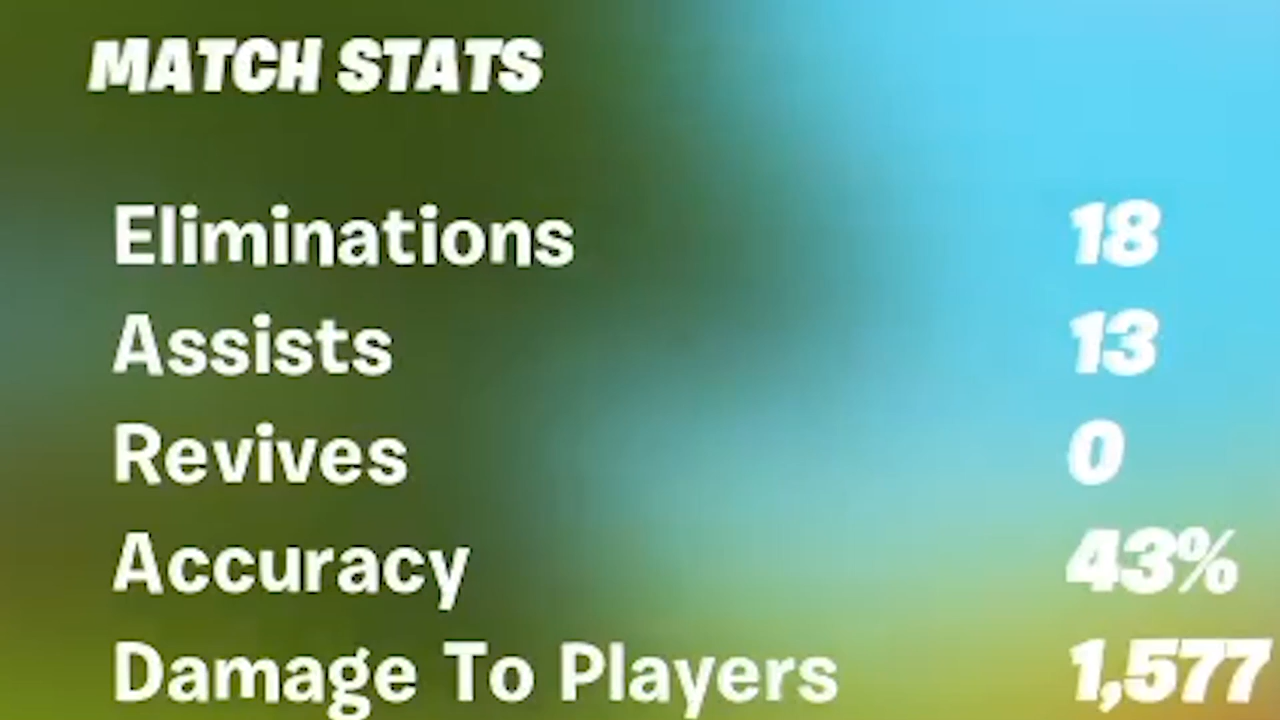 MATCH STATS
Eliminations 18
Assists 13
Revives 0
Accuracy 43%
Damage To Players 1,577